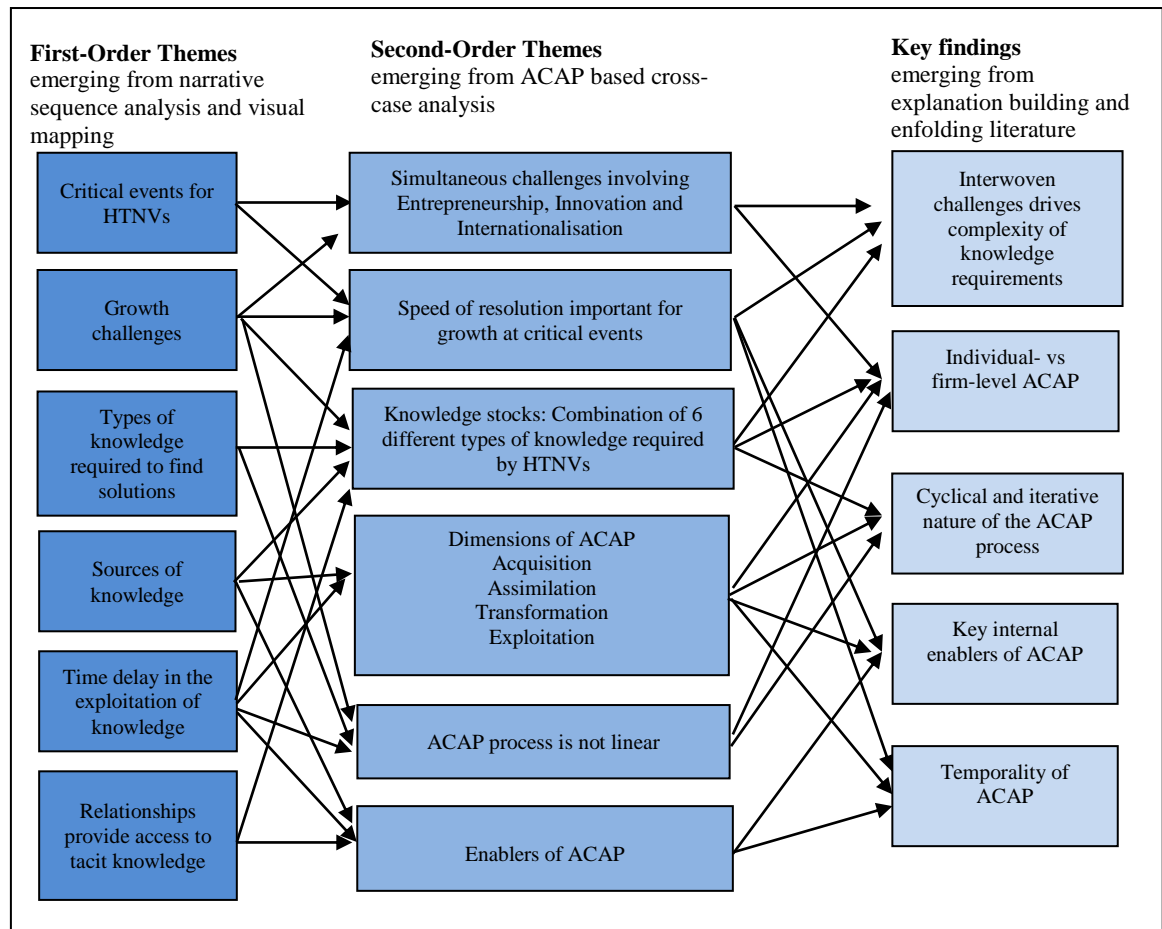 First-Order Themes
emerging from narrative
sequence analysis and visual
mapping
Critical events for
HTNVs
Growth
challenges
Types of
knowledge
required to find
solutions
Sources of
knowledge
Time delay in the
exploitation of
knowledge
Relationships
provide access to
tacit knowledge
Second-Order Themes
emerging from ACAP based cross-
case analysis
Simultaneous challenges involving
Entrepreneurship, Innovation and
Internationalisation
Speed of resolution important for
growth at critical events
Knowledge stocks: Combination of 6
different types of knowledge required
by HTNVs
Dimensions of ACAP
Acquisition
Assimilation
Transformation
Exploitation
ACAP process is not linear
Enablers of ACAP
Key findings
emerging from
explanation building and
enfolding literature
Interwoven
challenges drives
complexity of
knowledge
requirements
Individual- vs
firm-level ACAP
Cyclical and iterative
nature of the ACAP
process
Key internal
enablers of ACAP
Temporality of
ACAP